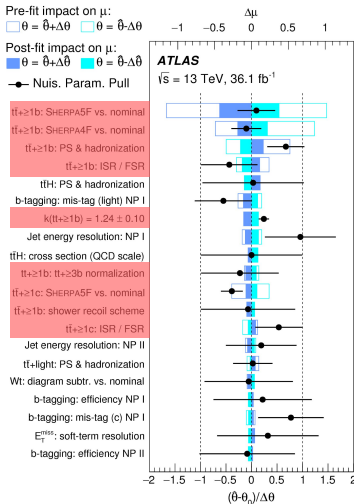 Pre-fit impact on μ:
θ = θ̂+Δθ θ = θ̂-Δθ
Post-fit impact on μ:
θ = θ̂+Δθ̂ θ = θ̂-Δθ̂
Nuis. Param. Pull
Δμ
−1 −0.5 0 0.5 1
ATLAS
√s = 13 TeV, 36.1 fb⁻¹
tt̄+≥1b: SHERPA5F vs. nominal
tt̄+≥1b: SHERPA4F vs. nominal
tt̄+≥1b: PS & hadronization
tt̄+≥1b: ISR / FSR
tt̄H: PS & hadronization
b-tagging: mis-tag (light) NP I
k(tt̄+≥1b) = 1.24 ± 0.10
Jet energy resolution: NP I
tt̄H: cross section (QCD scale)
tt̄+≥1b: tt̄+≥3b normalization
tt̄+≥1c: SHERPA5F vs. nominal
tt̄+≥1b: shower recoil scheme
tt̄+≥1c: ISR / FSR
Jet energy resolution: NP II
tt̄+light: PS & hadronization
Wt: diagram subtr. vs. nominal
b-tagging: efficiency NP I
b-tagging: mis-tag (c) NP I
E_T^miss: soft-term resolution
b-tagging: efficiency NP II
−2 −1.5 −1 −0.5 0 0.5 1 1.5 2
(θ̂-θ₀)/Δθ